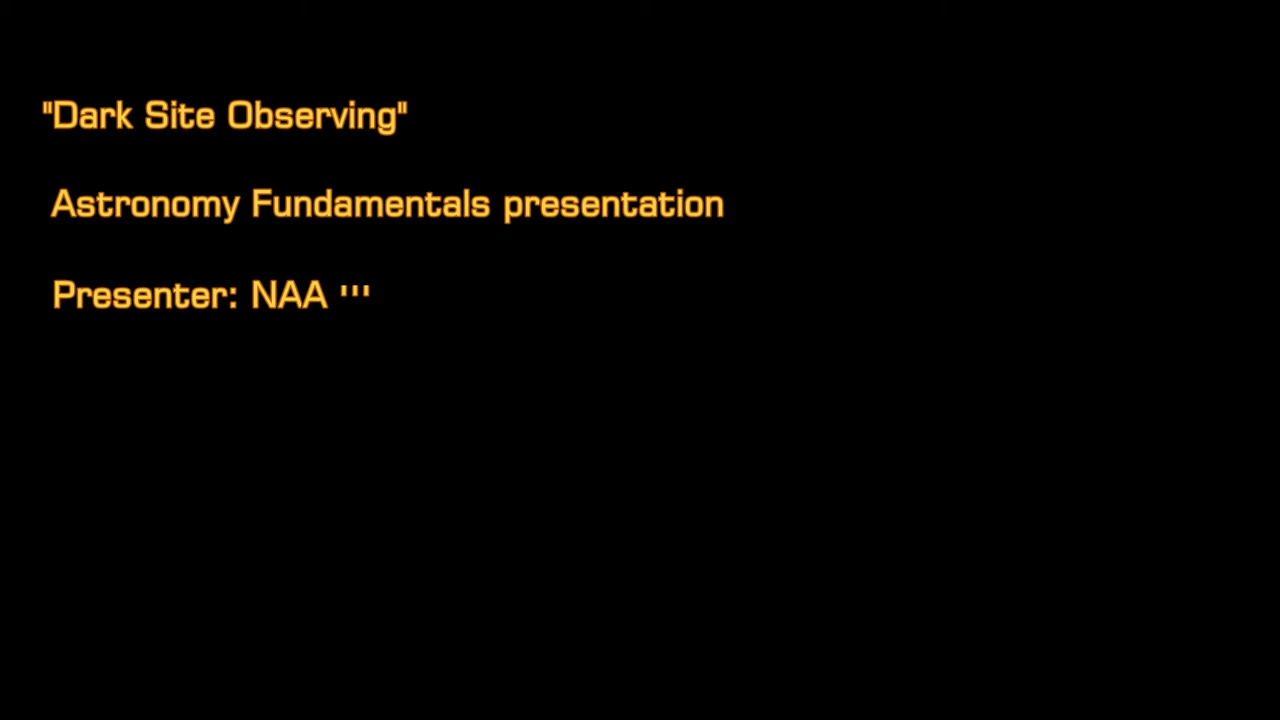 "Dark Site Observing"
Astronomy Fundamentals presentation
Presenter: NAA